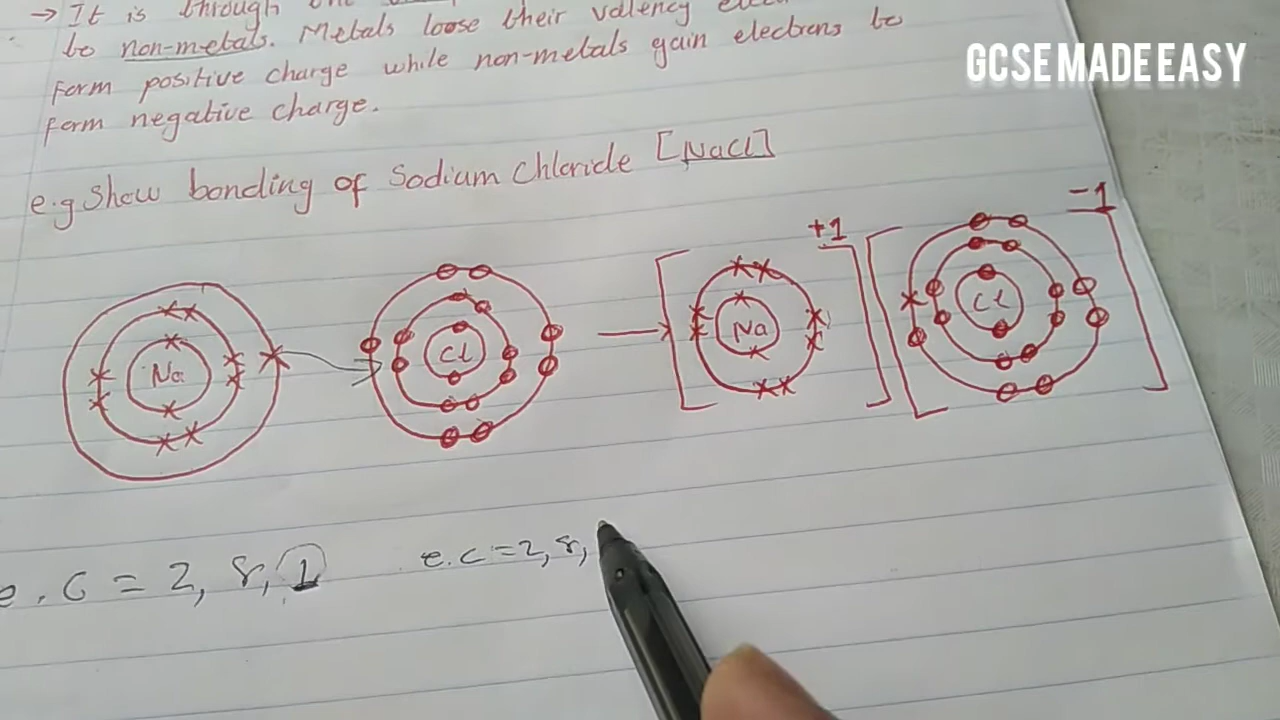 → It is through
to non-metals. Metals loose their valency
form positive charge while non-metals gain electrons to
form negative charge.
GCSE MADE EASY
e.g Show bonding of Sodium Chloride [NaCl]
+1
-1
Na
Cl
Na
Cl
e.c = 2, 8, 1
e.c = 2, 8,